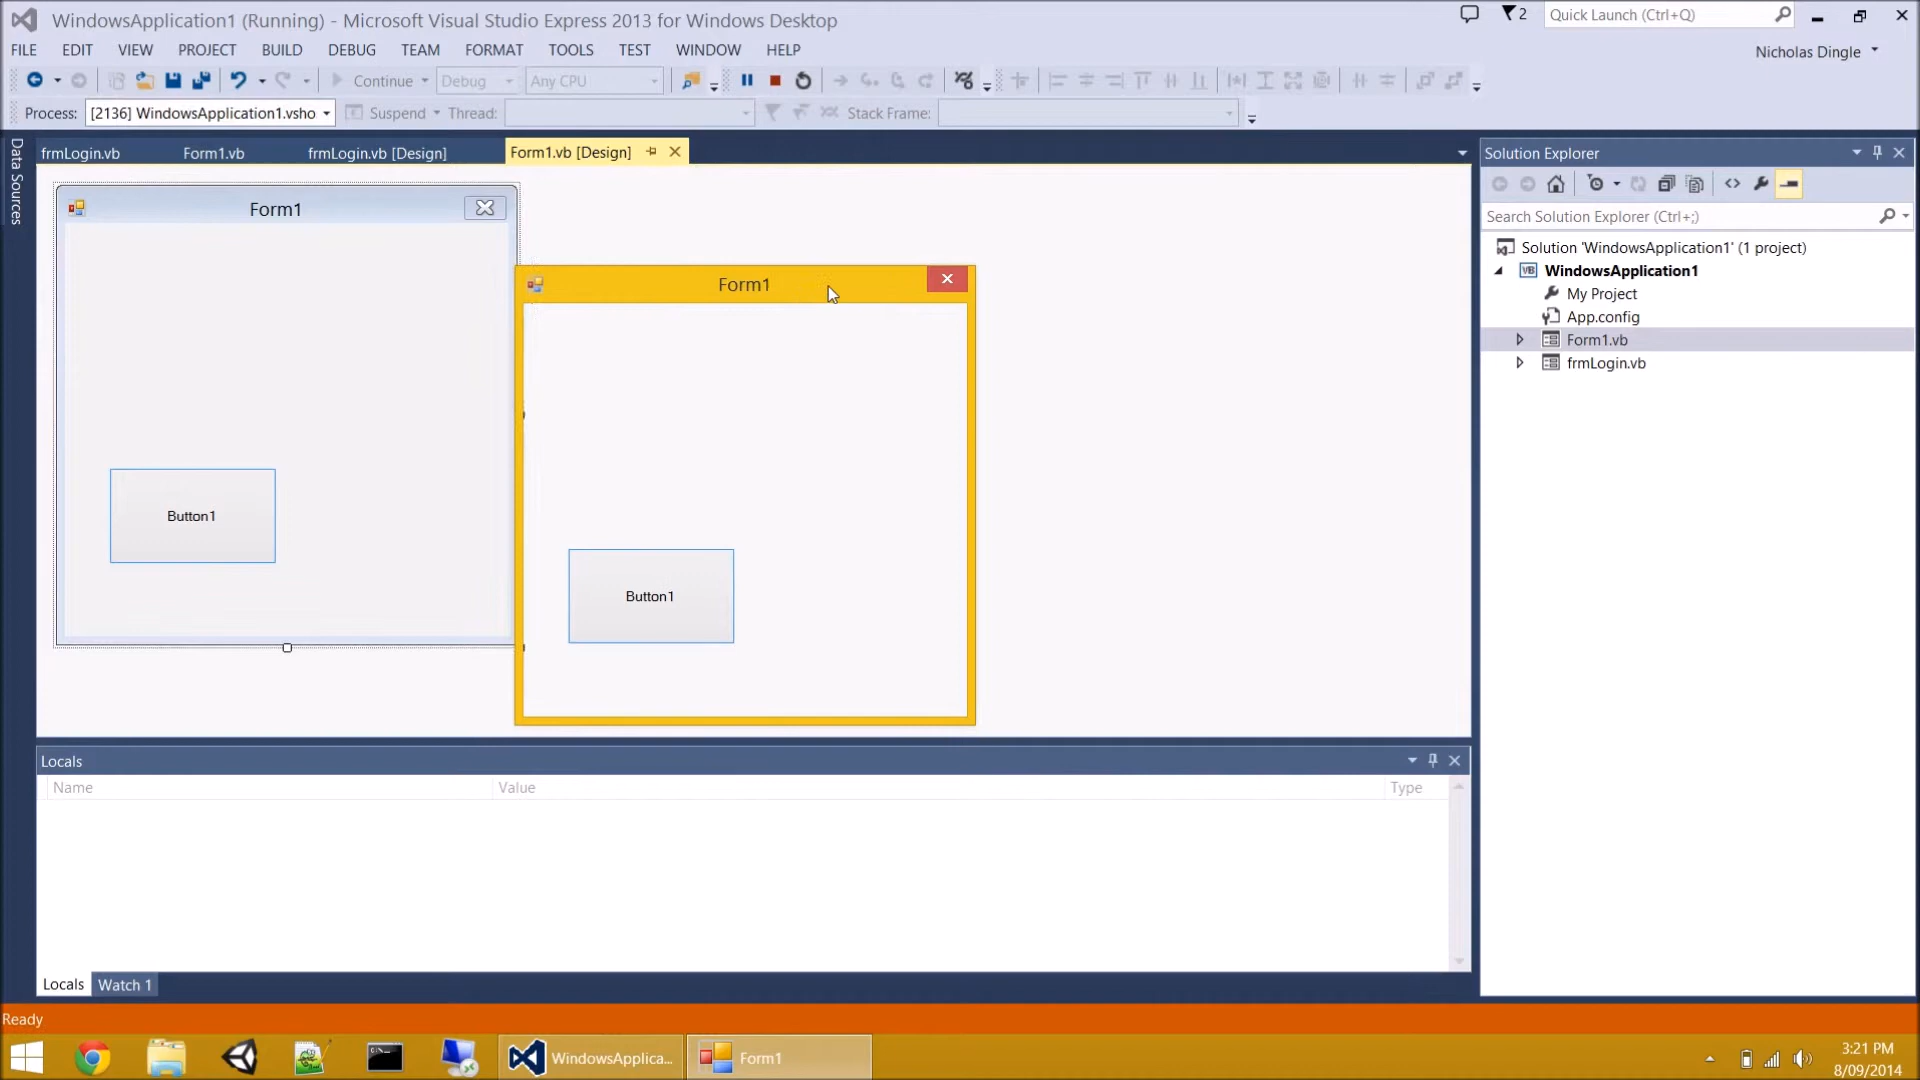 WindowsApplication1 (Running) - Microsoft Visual Studio Express 2013 for Windows Desktop
2
Quick Launch (Ctrl+Q)
FILE EDIT VIEW PROJECT BUILD DEBUG TEAM FORMAT TOOLS TEST WINDOW HELP
Nicholas Dingle
Continue Debug Any CPU
Process: [2136] WindowsApplication1.vsho Suspend Thread: Stack Frame:
Data Sources
frmLogin.vb Form1.vb frmLogin.vb [Design] Form1.vb [Design]
Form1
Button1
Form1
Button1
Solution Explorer
Search Solution Explorer (Ctrl+;)
Solution 'WindowsApplication1' (1 project)
VB WindowsApplication1
My Project
App.config
Form1.vb
frmLogin.vb
Locals
Name Value Type
Locals Watch 1
Ready
WindowsApplica... Form1
3:21 PM
8/09/2014